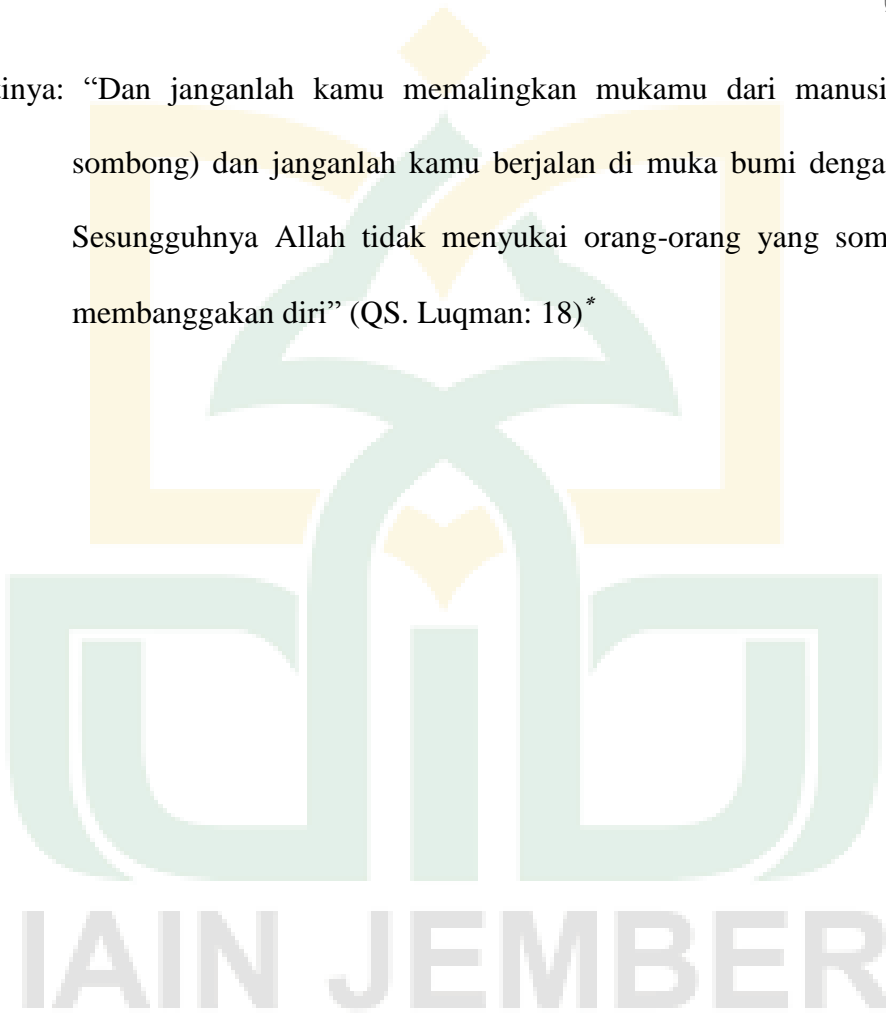 tinya: “Dan janganlah kamu memalingkan mukamu dari manusi
sombong) dan janganlah kamu berjalan di muka bumi denga
Sesungguhnya Allah tidak menyukai orang-orang yang som
membanggakan diri” (QS. Luqman: 18)*
IAIN JEMBER